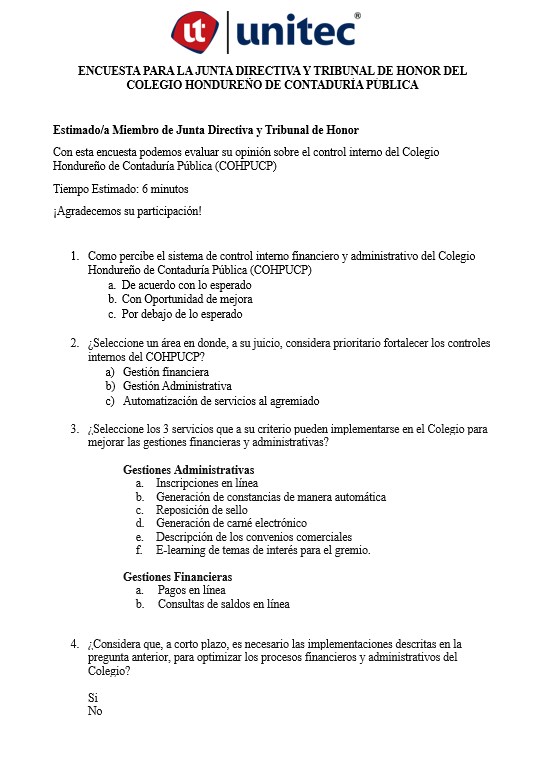 ut unitec®
ENCUESTA PARA LA JUNTA DIRECTIVA Y TRIBUNAL DE HONOR DEL
COLEGIO HONDUREÑO DE CONTADURÍA PÚBLICA
Estimado/a Miembro de Junta Directiva y Tribunal de Honor
Con esta encuesta podemos evaluar su opinión sobre el control interno del Colegio
Hondureño de Contaduría Pública (COHPUCP)
Tiempo Estimado: 6 minutos
¡Agradecemos su participación!
1. Como percibe el sistema de control interno financiero y administrativo del Colegio
Hondureño de Contaduría Pública (COHPUCP)
a. De acuerdo con lo esperado
b. Con Oportunidad de mejora
c. Por debajo de lo esperado
2. ¿Seleccione un área en donde, a su juicio, considera prioritario fortalecer los controles
internos del COHPUCP?
a) Gestión financiera
b) Gestión Administrativa
c) Automatización de servicios al agremiado
3. ¿Seleccione los 3 servicios que a su criterio pueden implementarse en el Colegio para
mejorar las gestiones financieras y administrativas?
Gestiones Administrativas
a. Inscripciones en línea
b. Generación de constancias de manera automática
c. Reposición de sello
d. Generación de carné electrónico
e. Descripción de los convenios comerciales
f. E-learning de temas de interés para el gremio.
Gestiones Financieras
a. Pagos en línea
b. Consultas de saldos en línea
4. ¿Considera que, a corto plazo, es necesario las implementaciones descritas en la
pregunta anterior, para optimizar los procesos financieros y administrativos del
Colegio?
Si
No